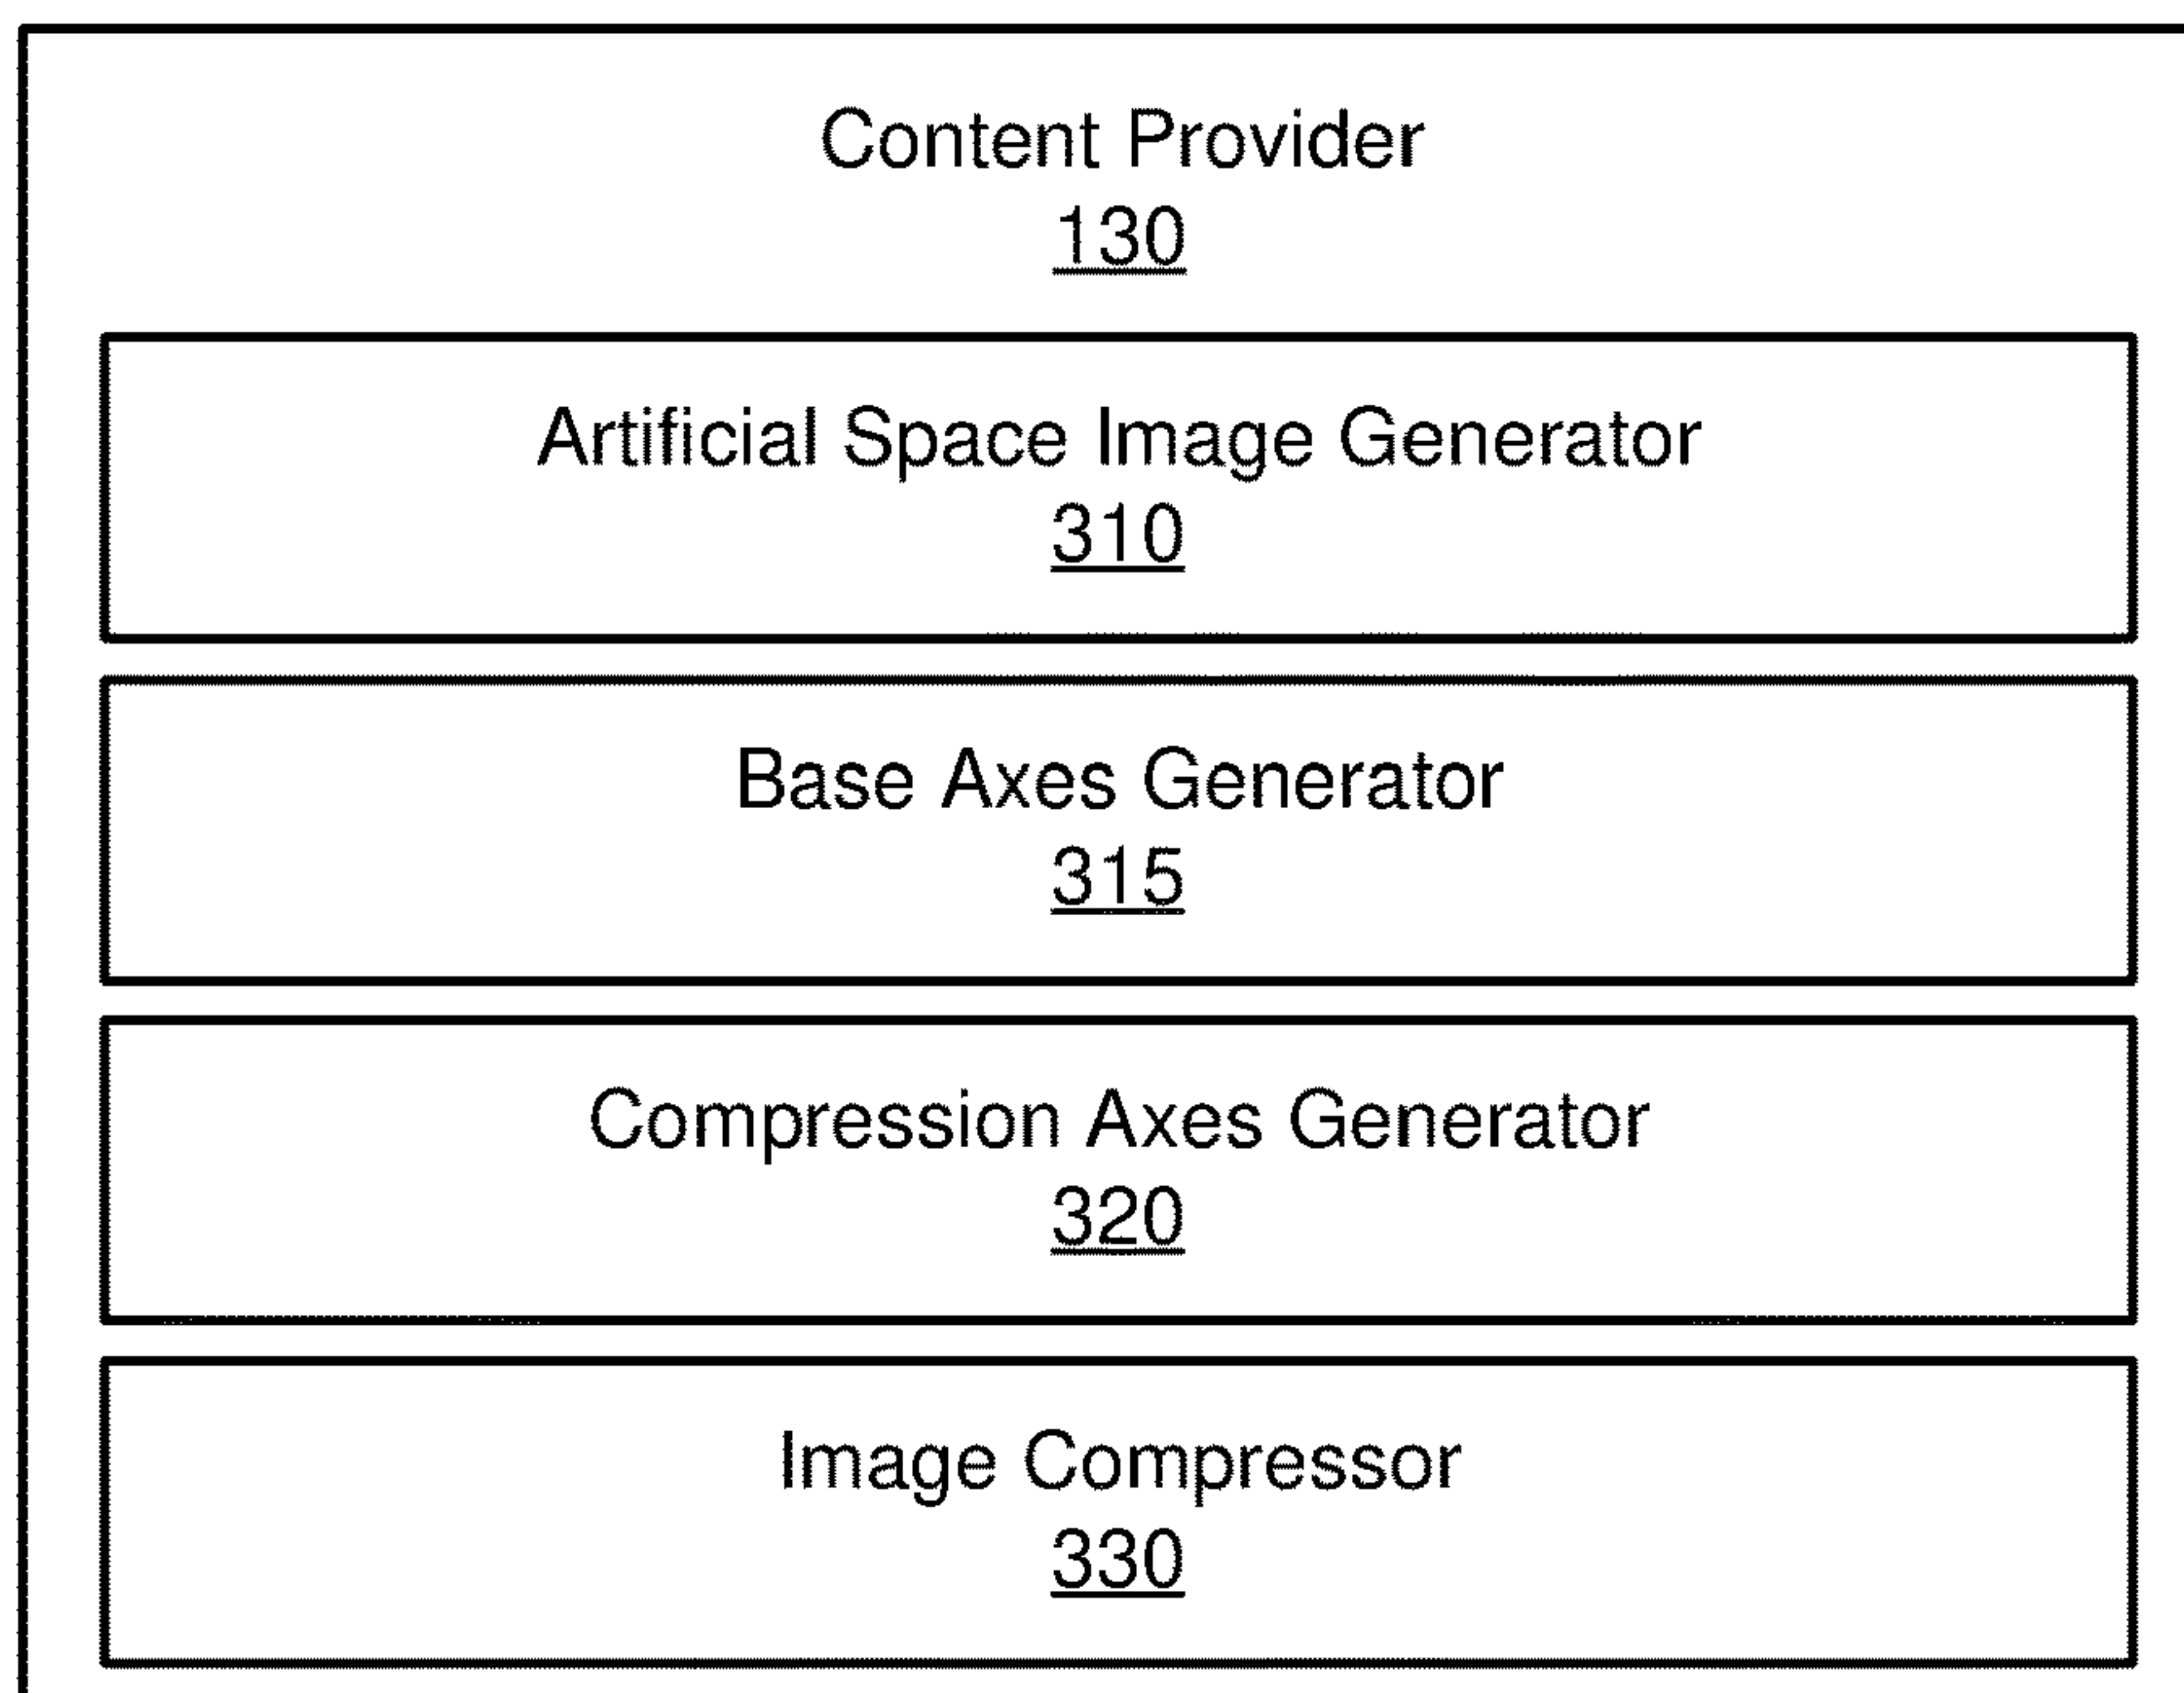 Content Provider
130
Artificial Space Image Generator
310
Base Axes Generator
315
Compression Axes Generator
320
Image Compressor
330